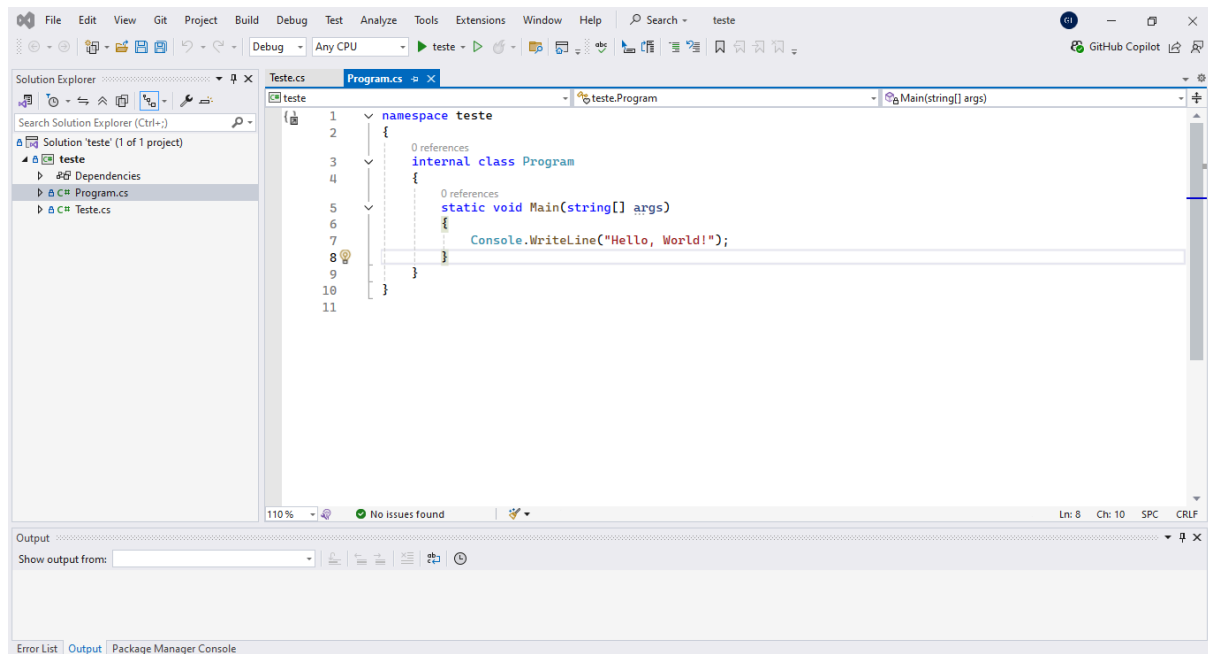 File Edit View Git Project Build Debug Test Analyze Tools Extensions Window Help Search teste GI
Debug Any CPU teste abc GitHub Copilot
Solution Explorer
Search Solution Explorer (Ctrl+;)
Solution 'teste' (1 of 1 project)
teste
Dependencies
C# Program.cs
C# Teste.cs
Teste.cs Program.cs
C# teste teste.Program Main(string[] args)
1 namespace teste
2 {
0 references
3 internal class Program
4 {
0 references
5 static void Main(string[] args)
6 {
7 Console.WriteLine("Hello, World!");
8 }
9 }
10 }
11
110 % No issues found Ln: 8 Ch: 10 SPC CRLF
Output
Show output from:
Error List Output Package Manager Console